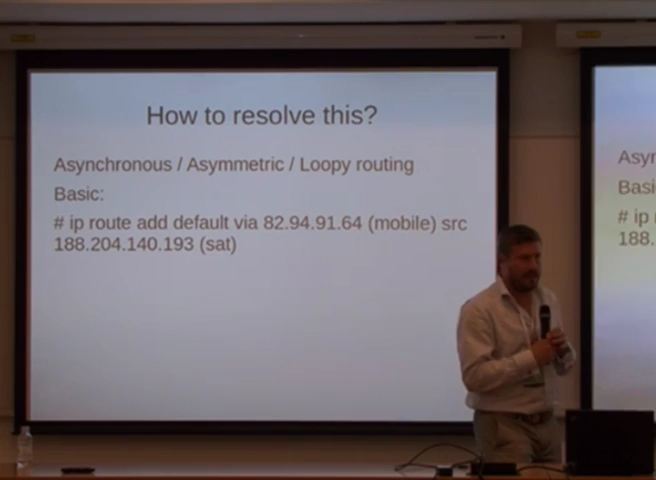 How to resolve this?
Asynchronous / Asymmetric / Loopy routing
Basic:
# ip route add default via 82.94.91.64 (mobile) src
188.204.140.193 (sat)
Asyr
Basi
# ip r
188.